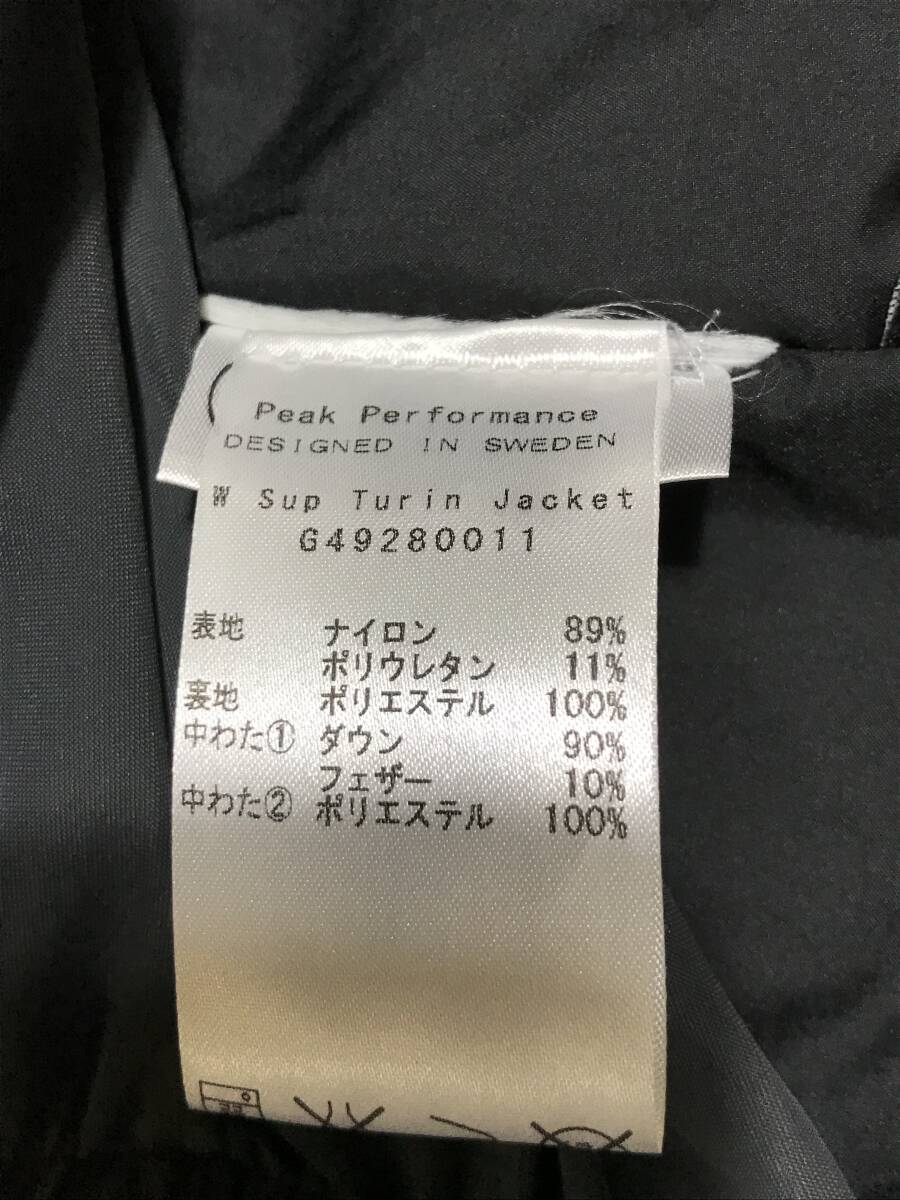 Peak Performance
DESIGNED IN SWEDEN
W Sup Turin Jacket
G49280011
表地 ナイロン 89%
ポリウレタン 11%
裏地 ポリエステル 100%
中わた① ダウン 90%
フェザー 10%
中わた② ポリエステル 100%